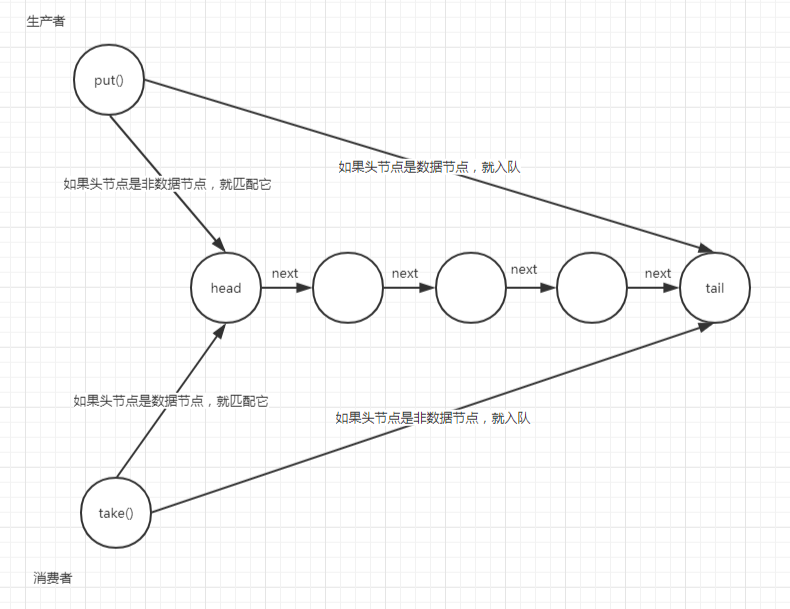 生产者
put()
如果头节点是数据节点，就入队
如果头节点是非数据节点，就匹配它
head
next
next
next
next
tail
如果头节点是数据节点，就匹配它
如果头节点是非数据节点，就入队
take()
消费者